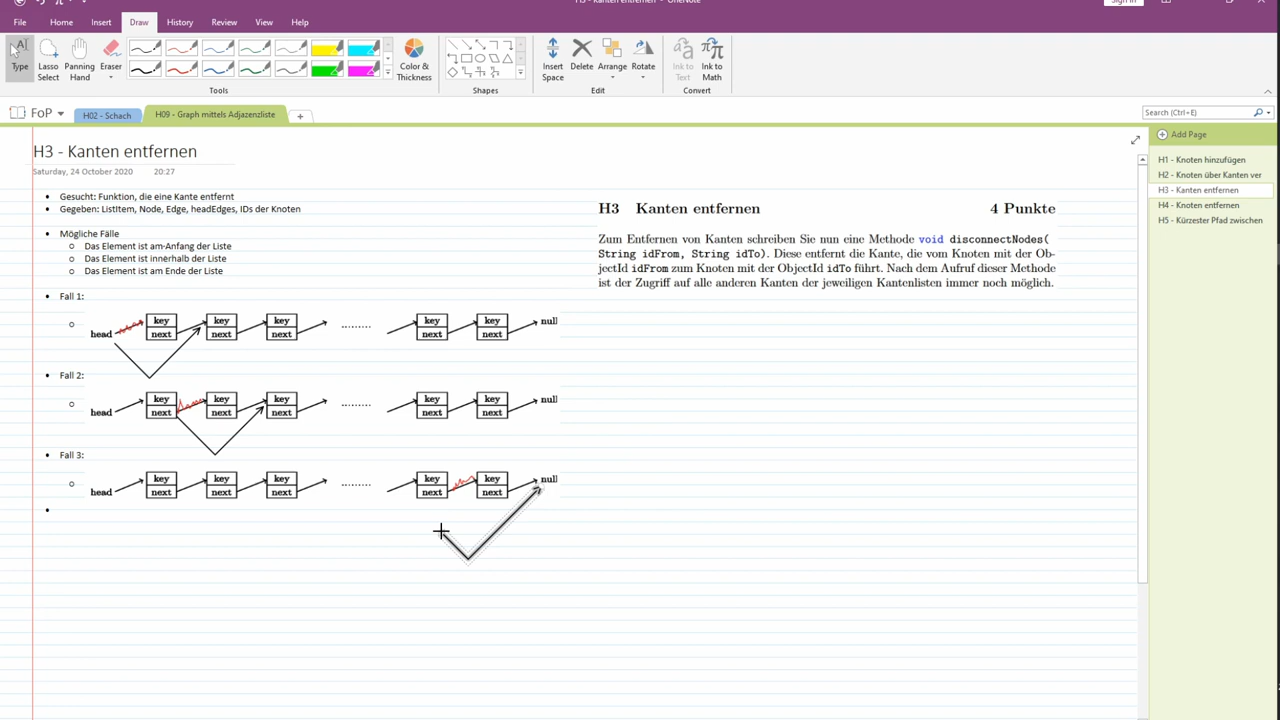 H3 - Kanten entfernen - OneNote
Sign in
File Home Insert Draw History Review View Help
Type
Lasso Select
Panning Hand
Eraser
Color & Thickness
Insert Space
Delete
Arrange
Rotate
Ink to Text
Ink to Math
Tools
Shapes
Edit
Convert
FoP
H02 - Schach
H09 - Graph mittels Adjazenzliste
Search (Ctrl+E)
Add Page
H1 - Knoten hinzufügen
H2 - Knoten über Kanten ver
H3 - Kanten entfernen
H4 - Knoten entfernen
H5 - Kürzester Pfad zwischen
H3 - Kanten entfernen
Saturday, 24 October 2020 20:27
Gesucht: Funktion, die eine Kante entfernt
Gegeben: ListItem, Node, Edge, headEdges, IDs der Knoten
Mögliche Fälle
Das Element ist am Anfang der Liste
Das Element ist innerhalb der Liste
Das Element ist am Ende der Liste
Fall 1:
key key key key key null
head next next next ......... next next
Fall 2:
key key key key key null
head next next next ......... next next
Fall 3:
key key key key key null
head next next next ......... next next
H3 Kanten entfernen 4 Punkte
Zum Entfernen von Kanten schreiben Sie nun eine Methode void disconnectNodes(
String idFrom, String idTo). Diese entfernt die Kante, die vom Knoten mit der Ob-
jectId idFrom zum Knoten mit der ObjectId idTo führt. Nach dem Aufruf dieser Methode
ist der Zugriff auf alle anderen Kanten der jeweiligen Kantenlisten immer noch möglich.